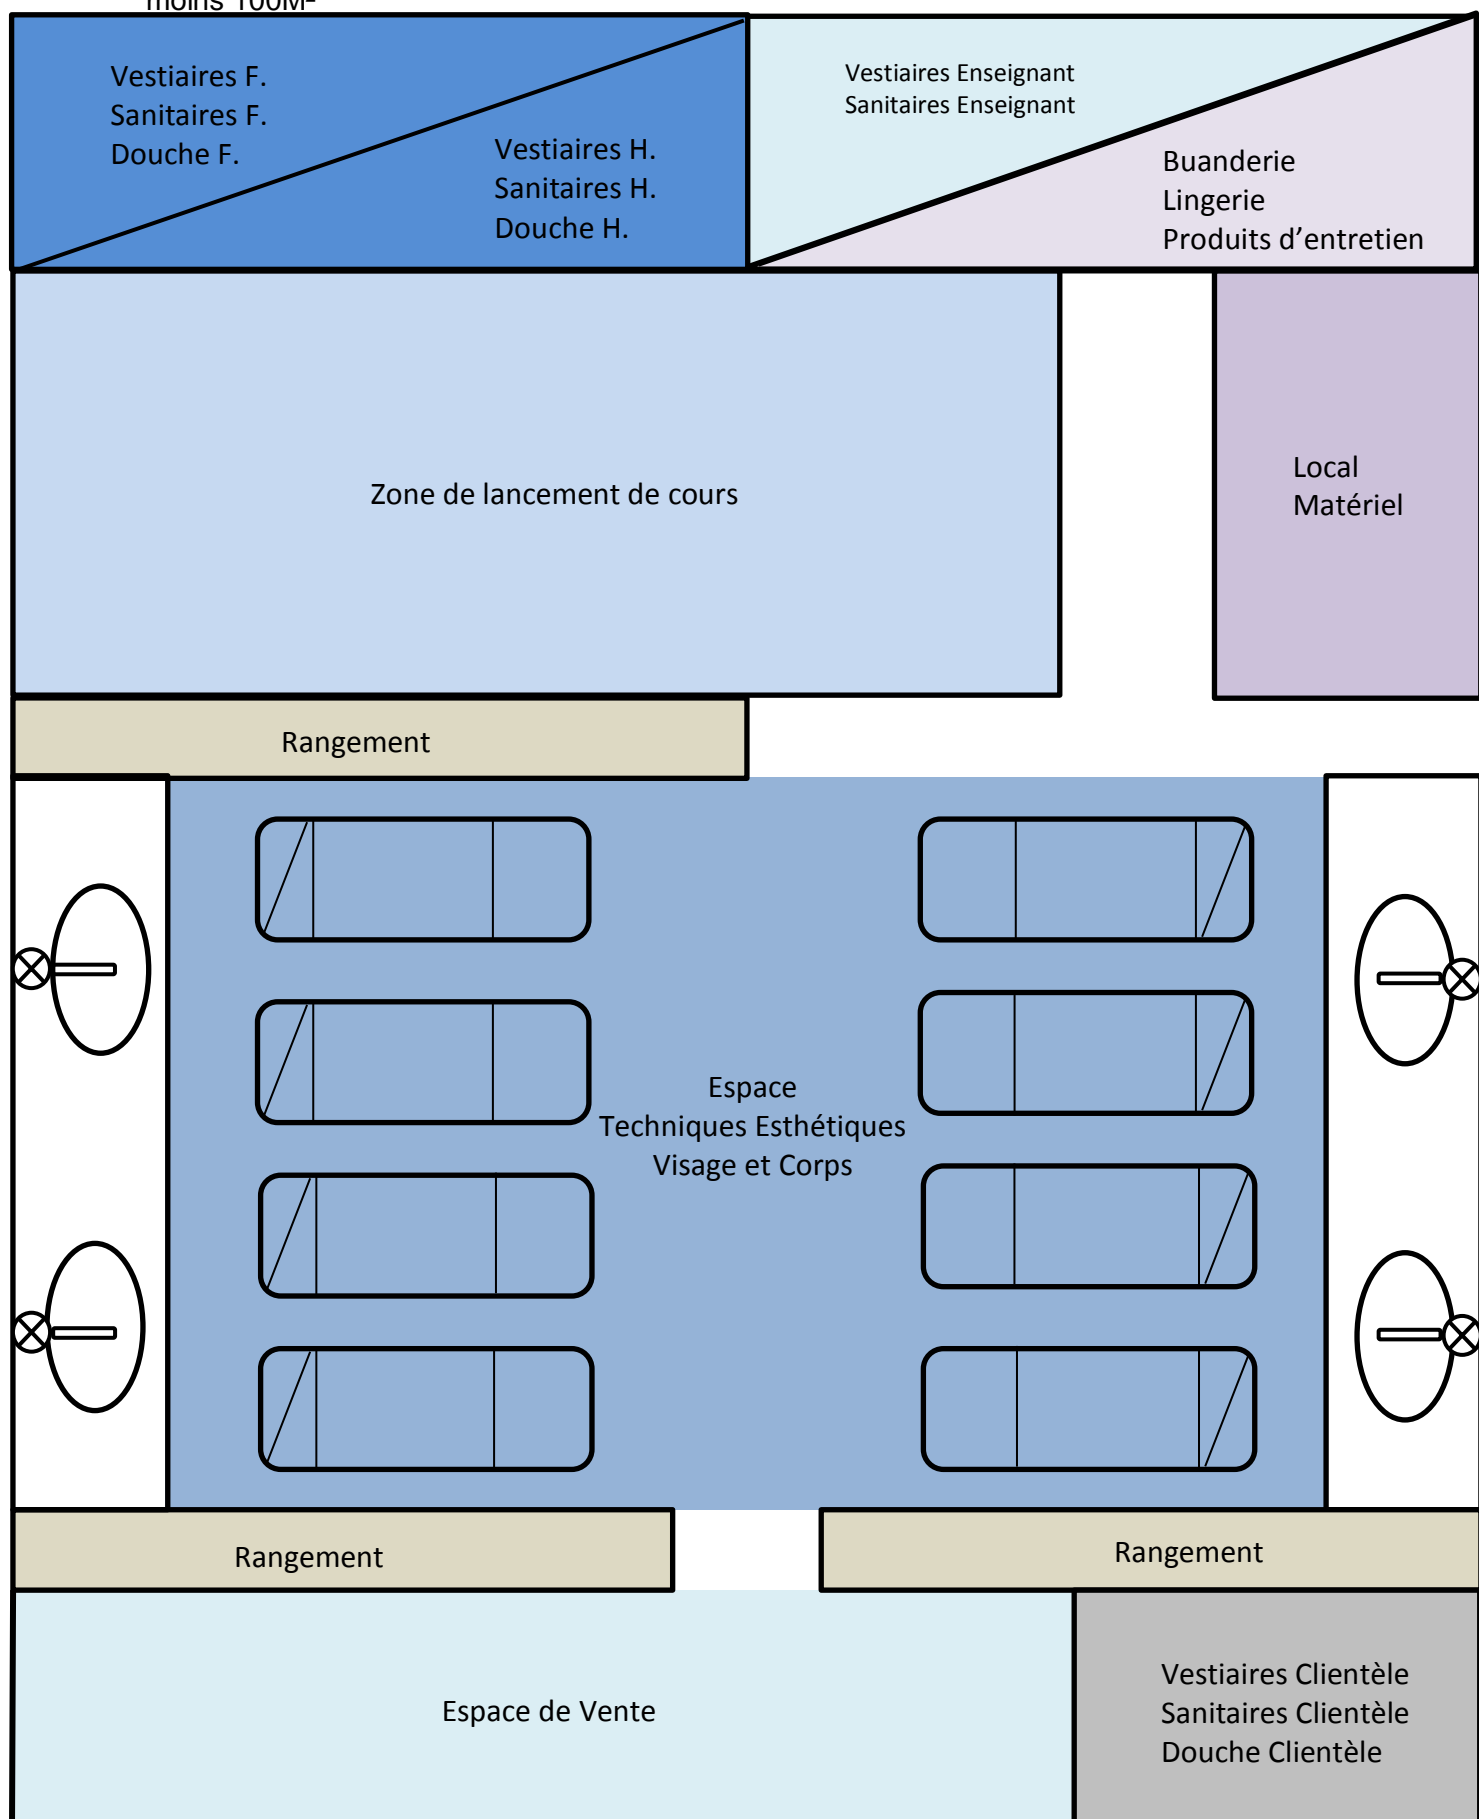 moins 100M²
Vestiaires F.
Sanitaires F.
Douche F.
Vestiaires H.
Sanitaires H.
Douche H.
Vestiaires Enseignant
Sanitaires Enseignant
Buanderie
Lingerie
Produits d’entretien
Zone de lancement de cours
Local
Matériel
Rangement
Espace
Techniques Esthétiques
Visage et Corps
Rangement
Rangement
Espace de Vente
Vestiaires Clientèle
Sanitaires Clientèle
Douche Clientèle